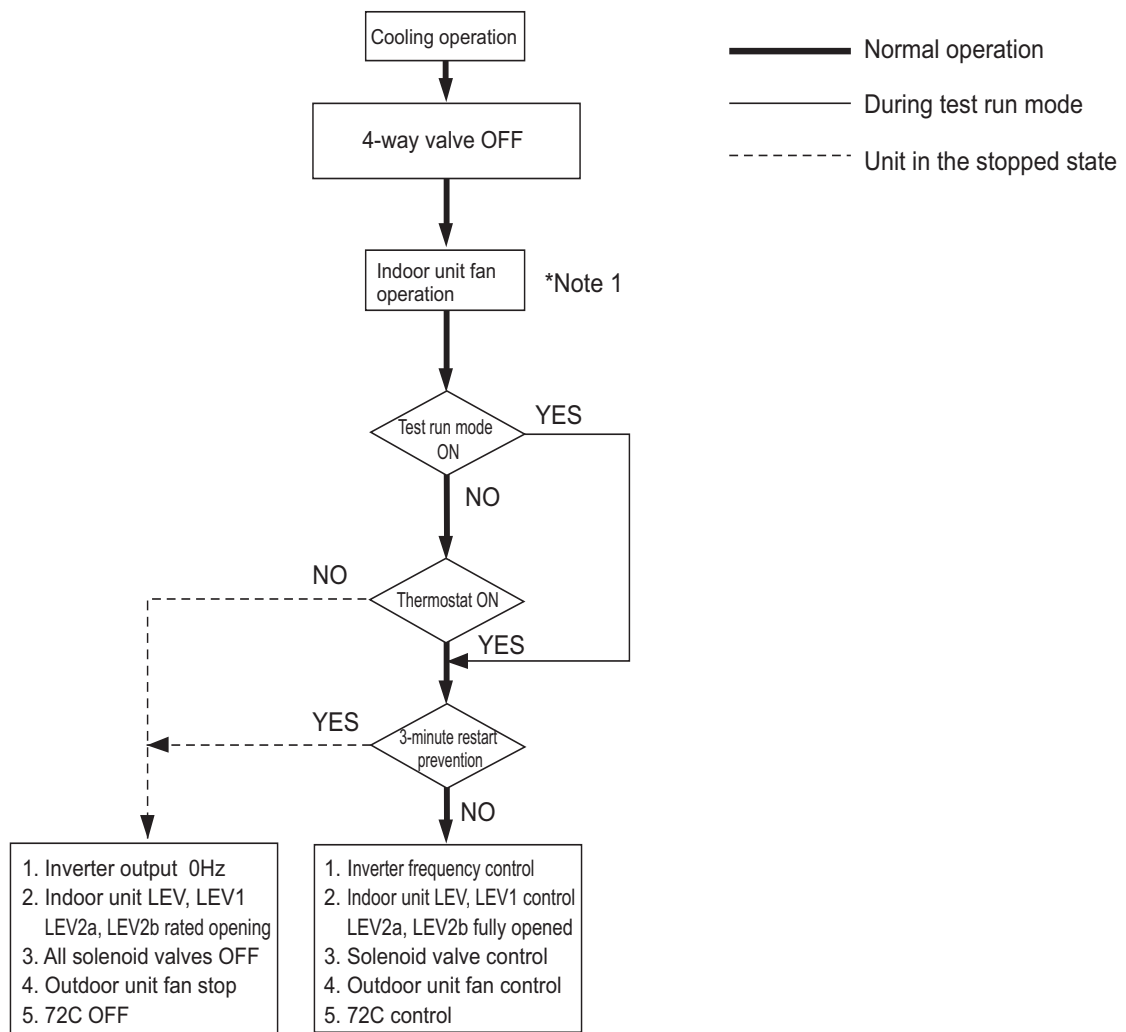 Cooling operation
Normal operation
During test run mode
Unit in the stopped state
4-way valve OFF
Indoor unit fan
operation
*Note 1
Test run mode
ON
YES
NO
NO
Thermostat ON
YES
YES
3-minute restart
prevention
NO
1. Inverter output 0Hz
2. Indoor unit LEV, LEV1
LEV2a, LEV2b rated opening
3. All solenoid valves OFF
4. Outdoor unit fan stop
5. 72C OFF
1. Inverter frequency control
2. Indoor unit LEV, LEV1 control
LEV2a, LEV2b fully opened
3. Solenoid valve control
4. Outdoor unit fan control
5. 72C control